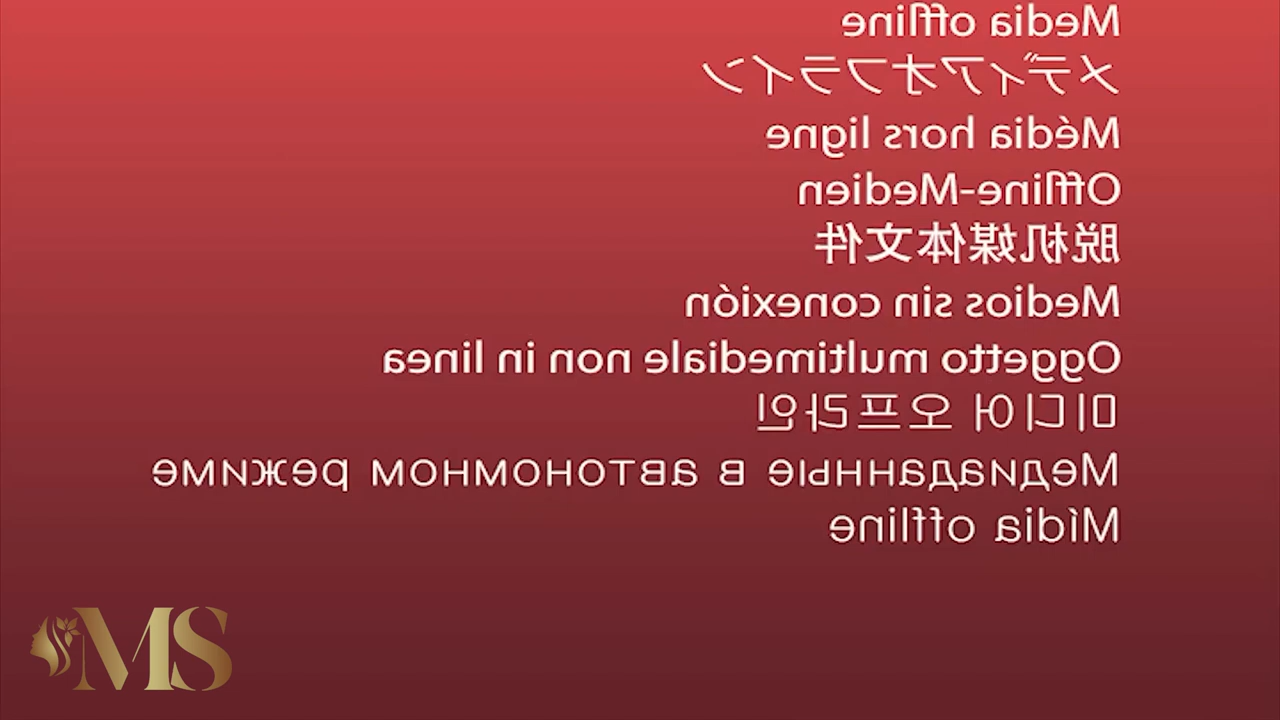 Media offline
メディアオフライン
Média hors ligne
Offline-Medien
脱机媒体文件
Medios sin conexión
Oggetto multimediale non in linea
미디어 오프라인
Медиаданные в автономном режиме
Mídia offline
MS